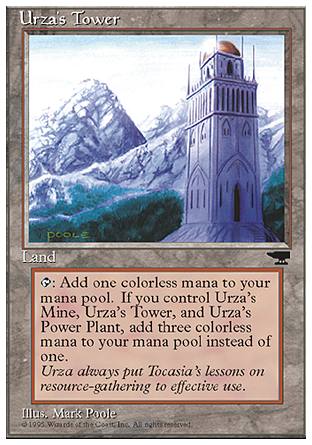 Urza's Tower
POOLE
Land
: Add one colorless mana to your
mana pool. If you control Urza's
Mine, Urza's Tower, and Urza's
Power Plant, add three colorless
mana to your mana pool instead of
one.
Urza always put Tocasia's lessons on
resource-gathering to effective use.
Illus. Mark Poole
© 1995 Wizards of the Coast, Inc. All rights reserved.